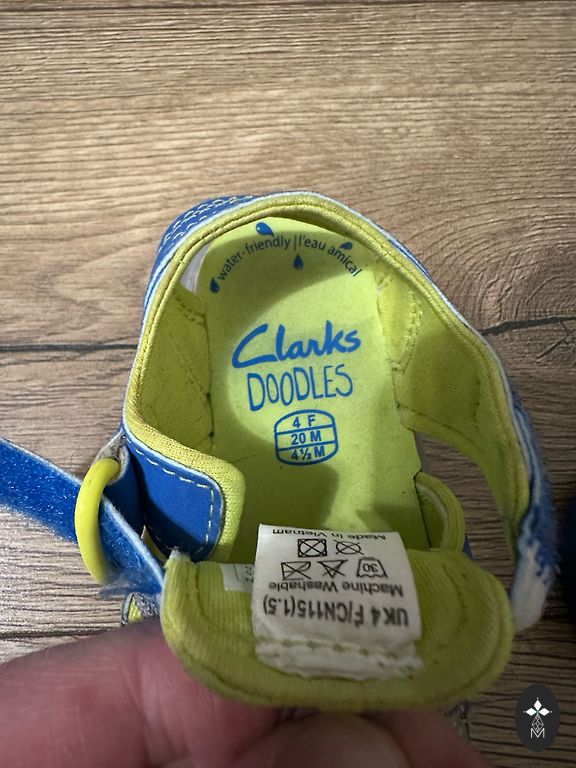 water-friendly | l'eau amical
Clarks
DOODLES
4 F
20 M
4½ M
Made in Vietnam
30
Machine Washable
UK 4 F/CN115(1.5)
M